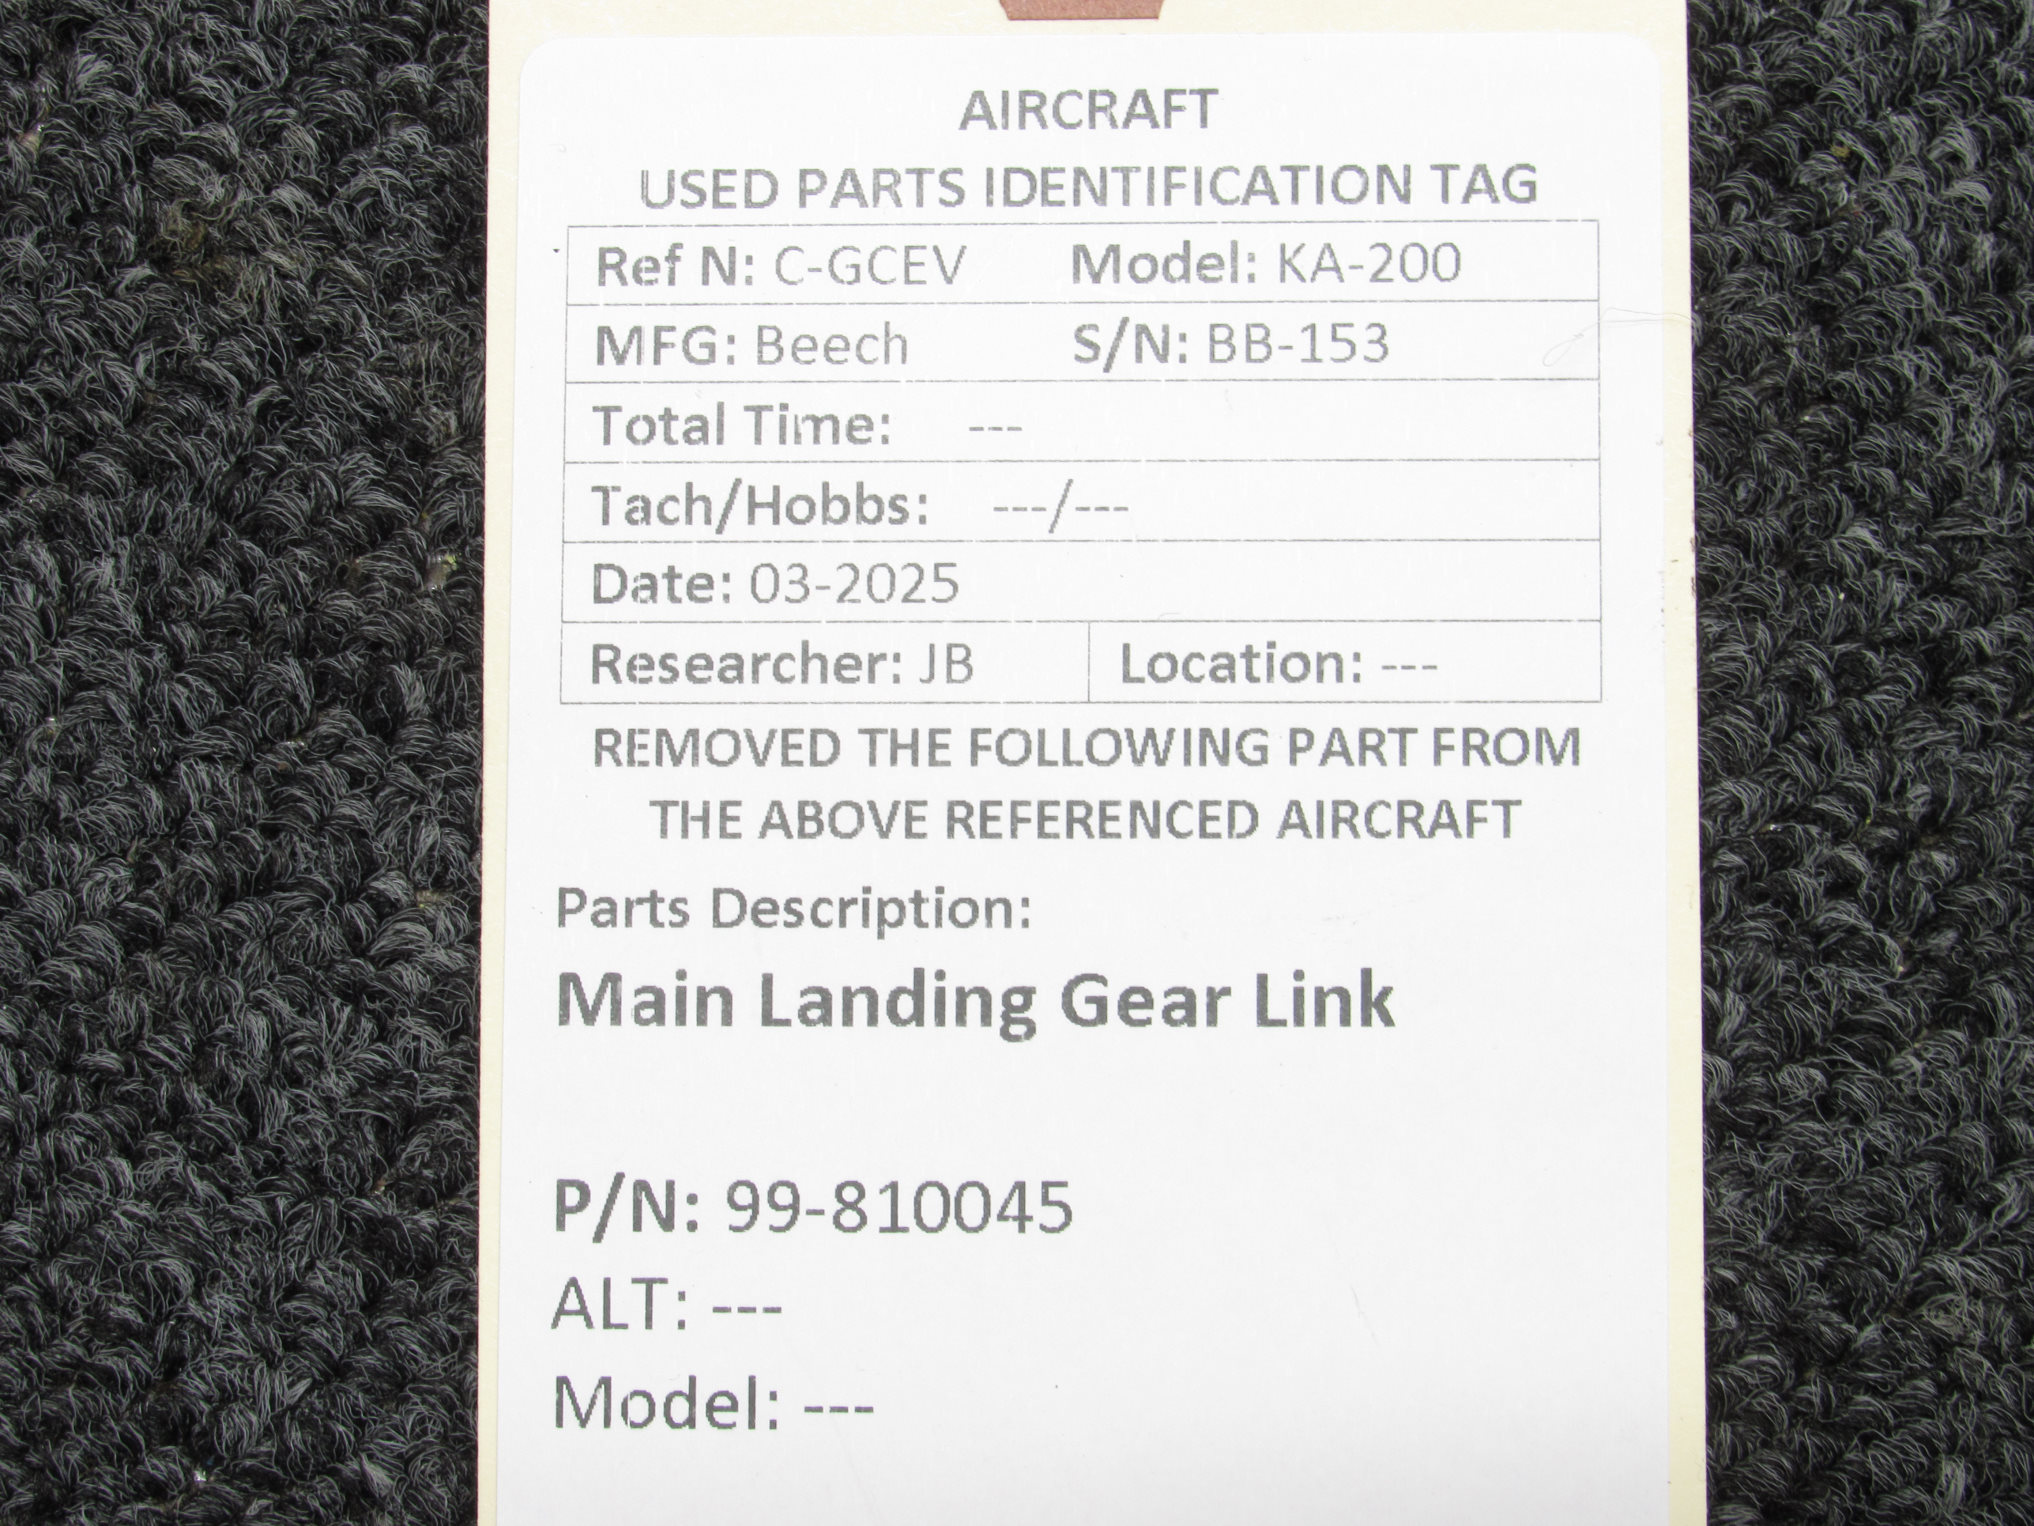 AIRCRAFT
USED PARTS IDENTIFICATION TAG
Ref N: C-GCEV Model: KA-200
MFG: Beech S/N: BB-153
Total Time: ---
Tach/Hobbs: ---/---
Date: 03-2025
Researcher: JB Location: ---
REMOVED THE FOLLOWING PART FROM
THE ABOVE REFERENCED AIRCRAFT
Parts Description:
Main Landing Gear Link
P/N: 99-810045
ALT: ---
Model: ---